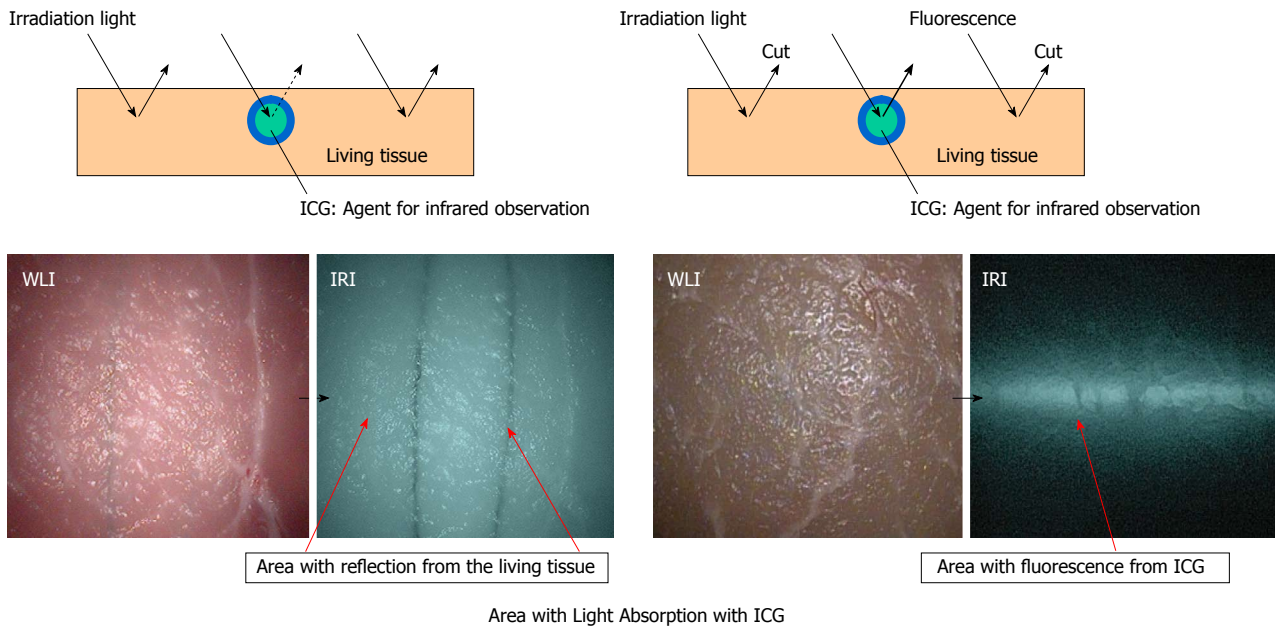 Irradiation light
Living tissue
ICG: Agent for infrared observation
Irradiation light
Fluorescence
Cut
Cut
Living tissue
ICG: Agent for infrared observation
WLI
IRI
WLI
IRI
Area with reflection from the living tissue
Area with fluorescence from ICG
Area with Light Absorption with ICG